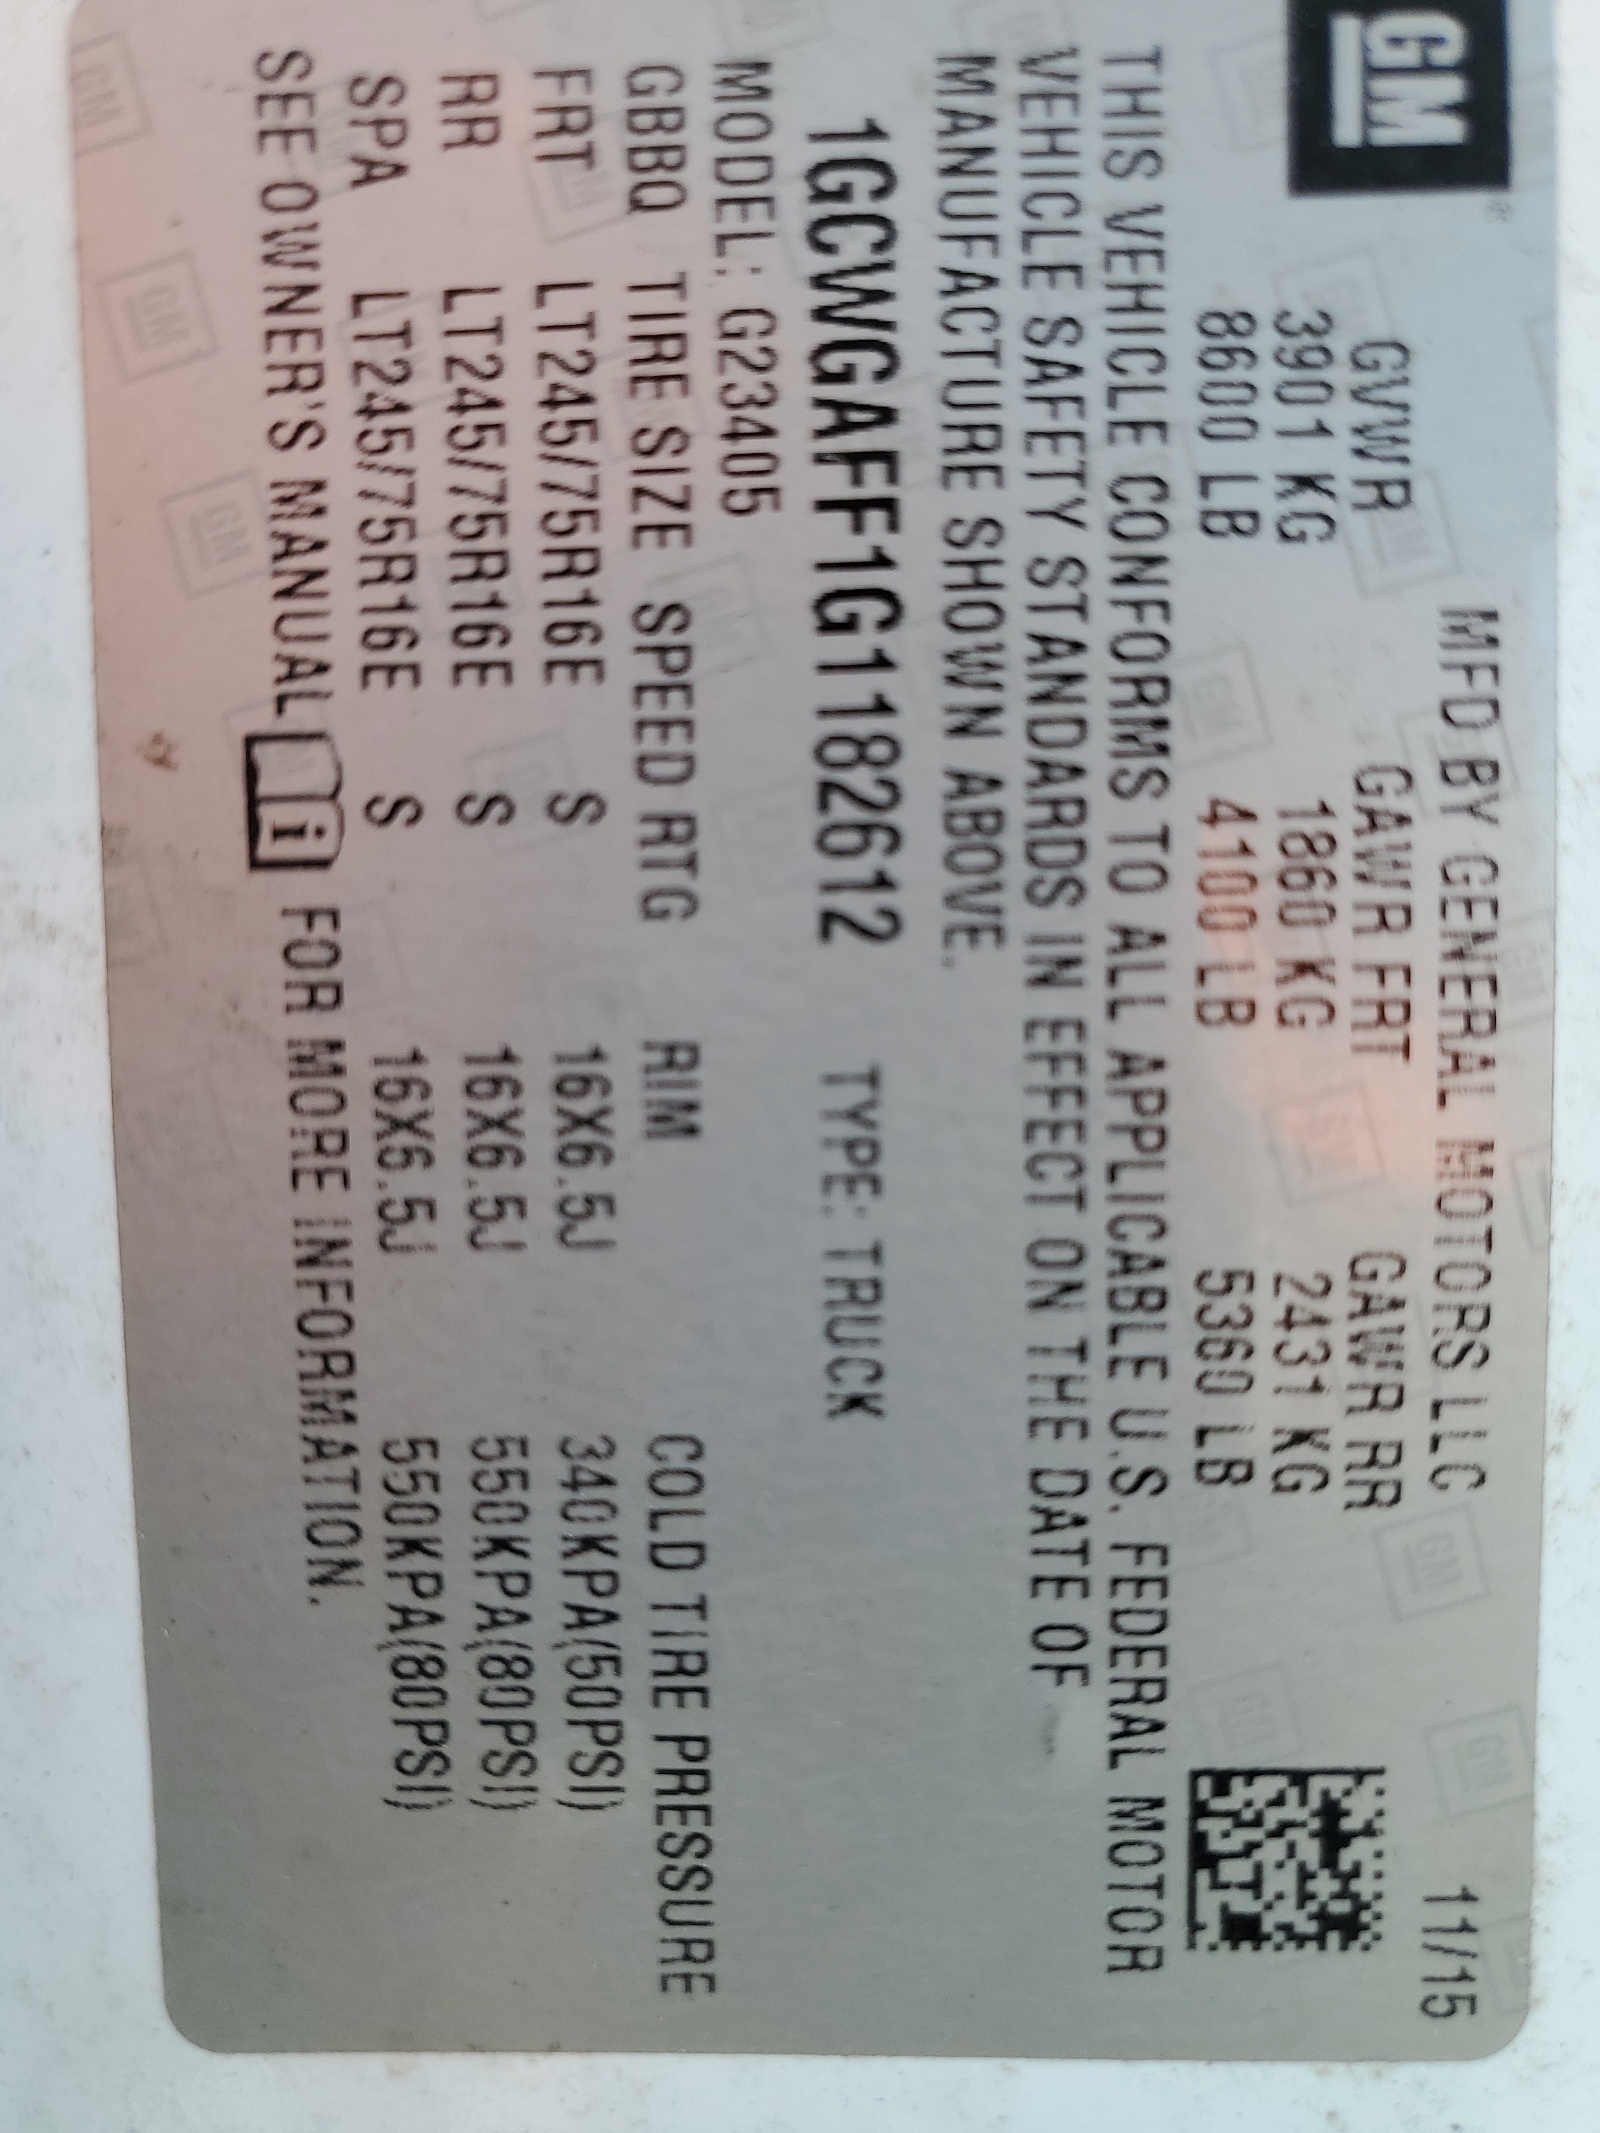 GM
MFD BY GENERAL MOTORS LLC 11/15
GVWR GAWR FRT GAWR RR
3901 KG 1860 KG 2431 KG
8600 LB 4100 LB 5360 LB
THIS VEHICLE CONFORMS TO ALL APPLICABLE U.S. FEDERAL MOTOR
VEHICLE SAFETY STANDARDS IN EFFECT ON THE DATE OF
MANUFACTURE SHOWN ABOVE.
1GCWGAFF1G1182612 TYPE: TRUCK
MODEL: G23405
GBBQ TIRE SIZE SPEED RTG RIM COLD TIRE PRESSURE
FRT LT245/75R16E S 16X6.5J 340KPA(50PSI)
RR LT245/75R16E S 16X6.5J 550KPA(80PSI)
SPA LT245/75R16E S 16X6.5J 550KPA(80PSI)
SEE OWNER'S MANUAL i FOR MORE INFORMATION.